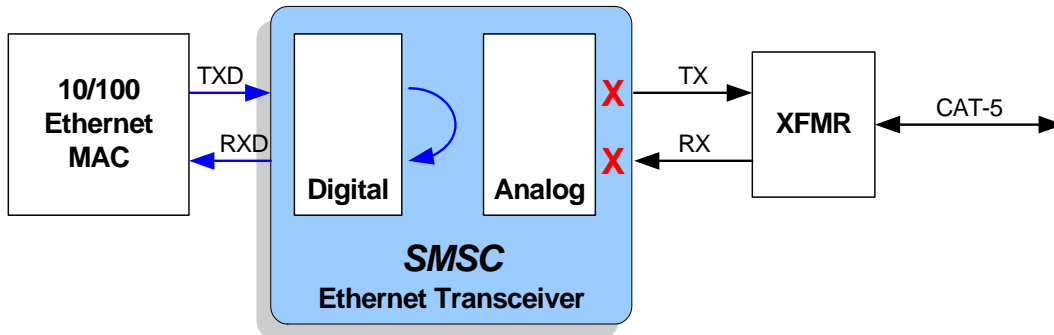 10/100
Ethernet
MAC
TXD
RXD
Digital
Analog
X
X
SMSC
Ethernet Transceiver
TX
RX
XFMR
CAT-5